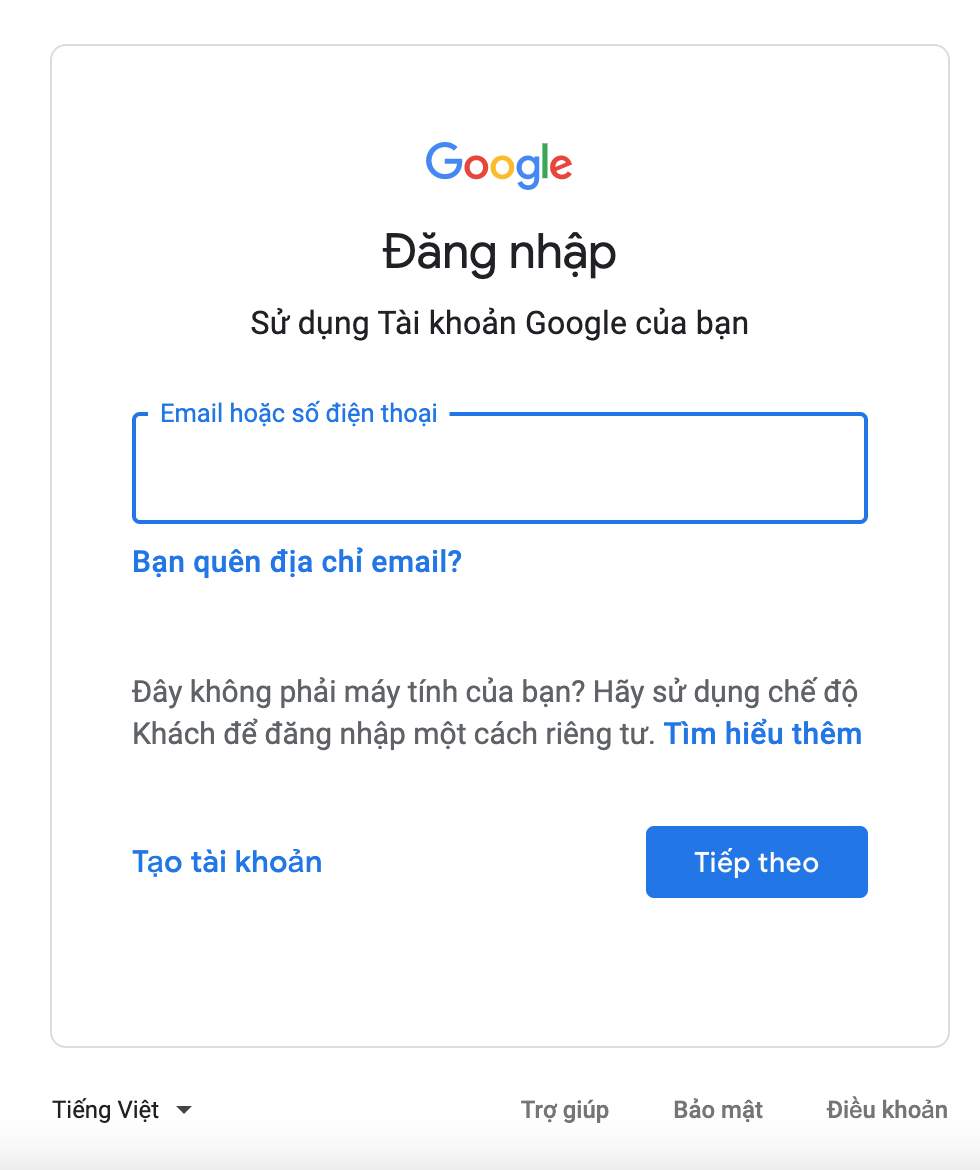 Google
Đăng nhập
Sử dụng Tài khoản Google của bạn
Email hoặc số điện thoại
Bạn quên địa chỉ email?
Đây không phải máy tính của bạn? Hãy sử dụng chế độ
Khách để đăng nhập một cách riêng tư. Tìm hiểu thêm
Tạo tài khoản
Tiếp theo
Tiếng Việt
Trợ giúp
Bảo mật
Điều khoản